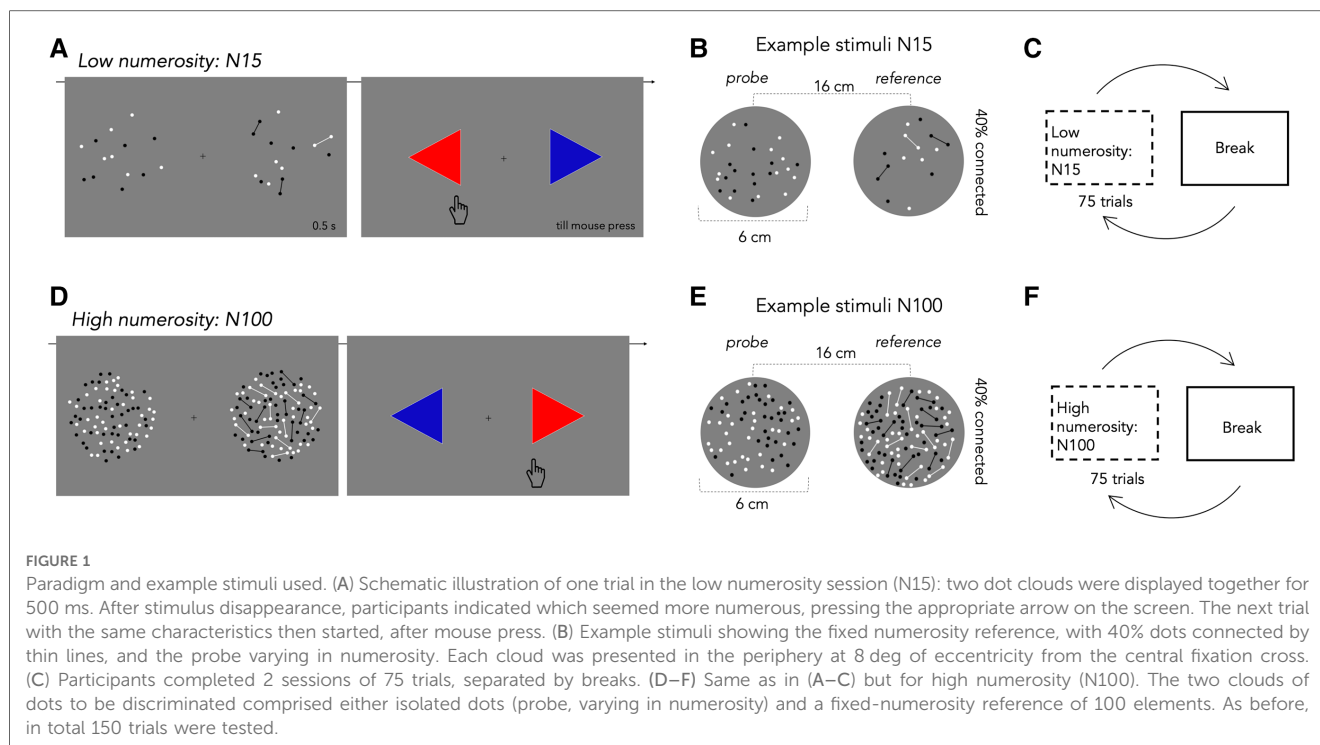 A
Low numerosity: N15
0.5 s
till mouse press
B
Example stimuli N15
probe
reference
16 cm
40% connected
6 cm
C
Low
numerosity:
N15
Break
75 trials
D
High numerosity: N100
E
Example stimuli N100
probe
reference
16 cm
40% connected
6 cm
F
High
numerosity:
N100
Break
75 trials
FIGURE 1
Paradigm and example stimuli used. (A) Schematic illustration of one trial in the low numerosity session (N15): two dot clouds were displayed together for
500 ms. After stimulus disappearance, participants indicated which seemed more numerous, pressing the appropriate arrow on the screen. The next trial
with the same characteristics then started, after mouse press. (B) Example stimuli showing the fixed numerosity reference, with 40% dots connected by
thin lines, and the probe varying in numerosity. Each cloud was presented in the periphery at 8 deg of eccentricity from the central fixation cross.
(C) Participants completed 2 sessions of 75 trials, separated by breaks. (D–F) Same as in (A–C) but for high numerosity (N100). The two clouds of
dots to be discriminated comprised either isolated dots (probe, varying in numerosity) and a fixed-numerosity reference of 100 elements. As before,
in total 150 trials were tested.